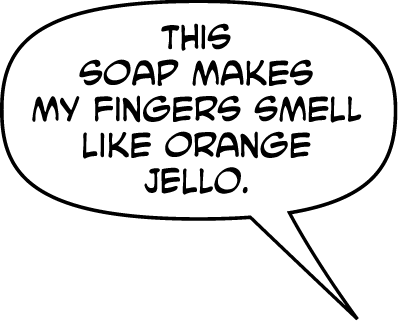 THIS
SOAP MAKES
MY FINGERS SMELL
LIKE ORANGE
JELLO.